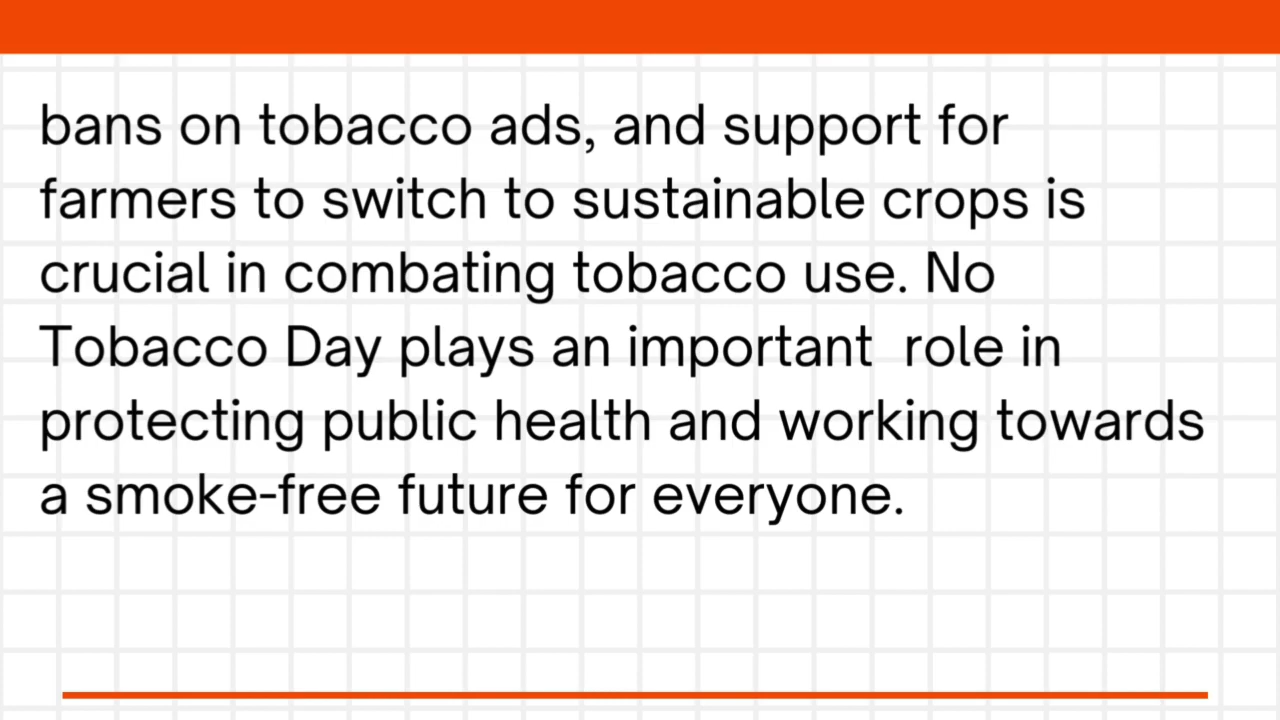 bans on tobacco ads, and support for
farmers to switch to sustainable crops is
crucial in combating tobacco use. No
Tobacco Day plays an important  role in
protecting public health and working towards
a smoke-free future for everyone.